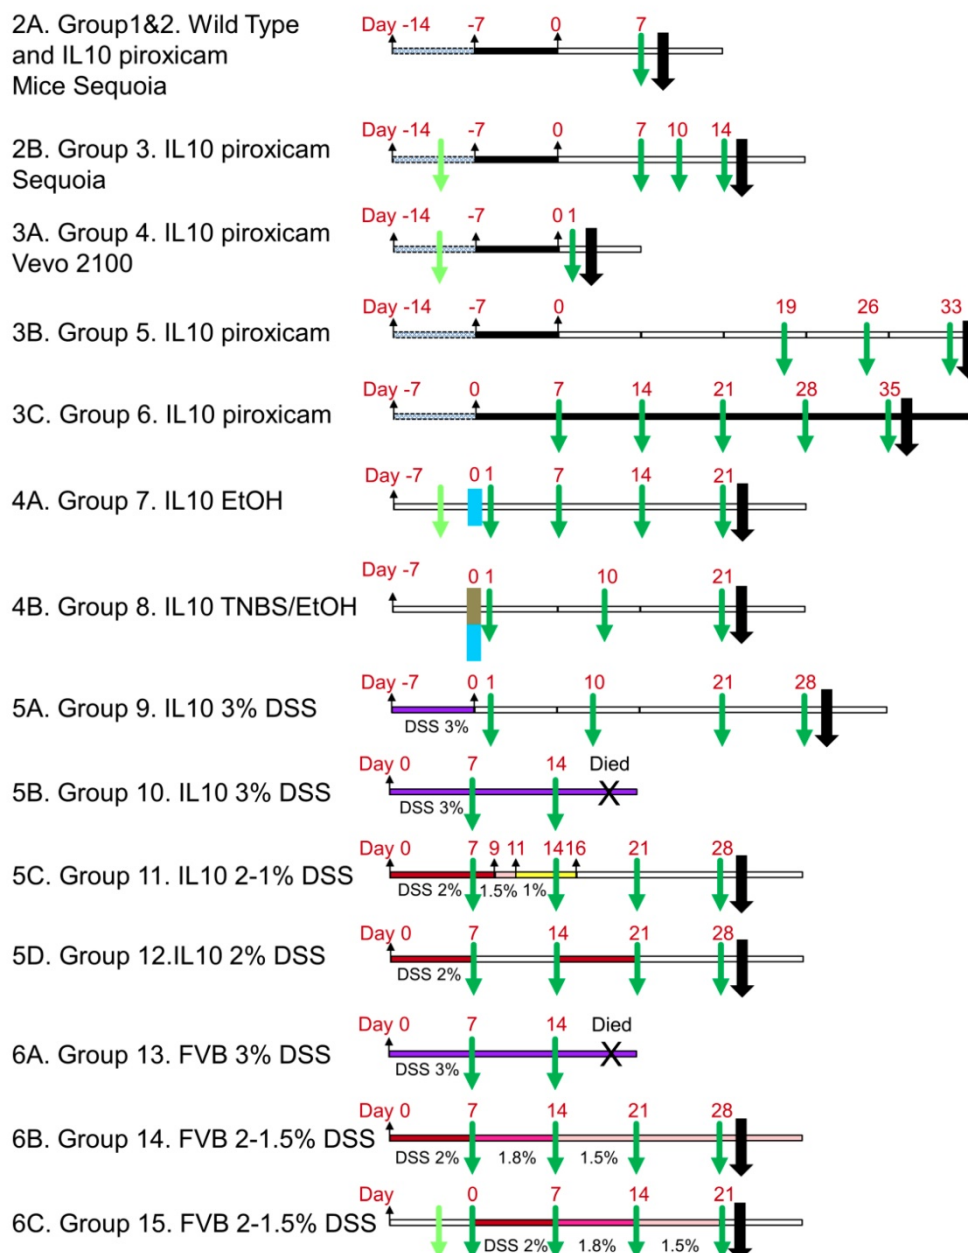 2A. Group1&2. Wild Type
and IL10 piroxicam
Mice Sequoia
Day -14 -7 0 7
2B. Group 3. IL10 piroxicam
Sequoia
Day -14 -7 0 7 10 14
3A. Group 4. IL10 piroxicam
Vevo 2100
Day -14 -7 0 1
3B. Group 5. IL10 piroxicam
Day -14 -7 0 19 26 33
3C. Group 6. IL10 piroxicam
Day -7 0 7 14 21 28 35
4A. Group 7. IL10 EtOH
Day -7 0 1 7 14 21
4B. Group 8. IL10 TNBS/EtOH
Day -7 0 1 10 21
5A. Group 9. IL10 3% DSS
Day -7 0 1 10 21 28
DSS 3%
5B. Group 10. IL10 3% DSS
Day 0 7 14 Died
X
DSS 3%
5C. Group 11. IL10 2-1% DSS
Day 0 7 9 11 14 16 21 28
DSS 2% 1.5% 1%
5D. Group 12.IL10 2% DSS
Day 0 7 14 21 28
DSS 2%
6A. Group 13. FVB 3% DSS
Day 0 7 14 Died
X
DSS 3%
6B. Group 14. FVB 2-1.5% DSS
Day 0 7 14 21 28
DSS 2% 1.8% 1.5%
6C. Group 15. FVB 2-1.5% DSS
Day 0 7 14 21
DSS 2% 1.8% 1.5%